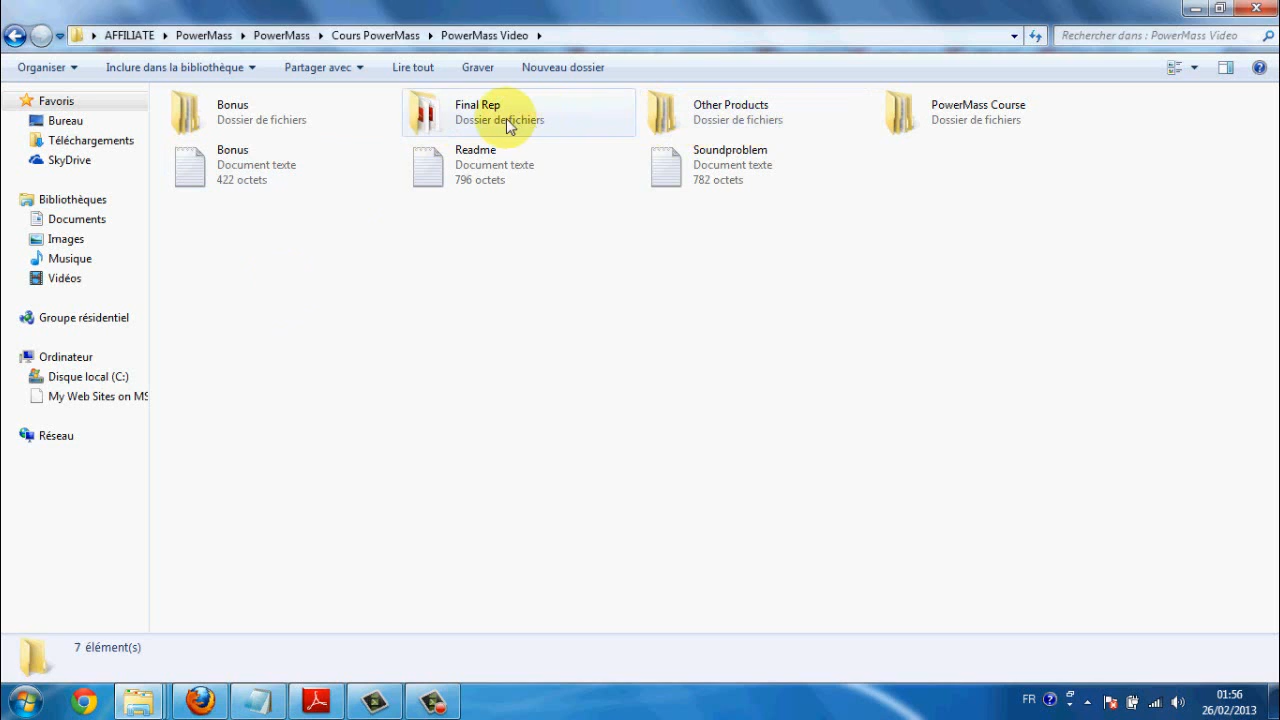 AFFILIATE PowerMass PowerMass Cours PowerMass PowerMass Video
Rechercher dans : PowerMass Video
Organiser Inclure dans la bibliothèque Partager avec Lire tout Graver Nouveau dossier
Favoris
Bureau
Téléchargements
SkyDrive
Bibliothèques
Documents
Images
Musique
Vidéos
Groupe résidentiel
Ordinateur
Disque local (C:)
My Web Sites on MS
Réseau
Bonus
Dossier de fichiers
Final Rep
Dossier de fichiers
Other Products
Dossier de fichiers
PowerMass Course
Dossier de fichiers
Bonus
Document texte
422 octets
Readme
Document texte
796 octets
Soundproblem
Document texte
782 octets
7 élément(s)
FR
01:56
26/02/2013